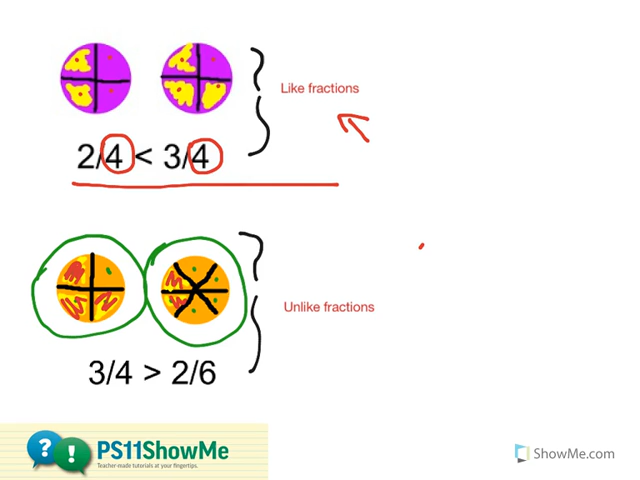 Like fractions
2/4 < 3/4
Unlike fractions
3/4 > 2/6
? !
PS11ShowMe
Teacher-made tutorials at your fingertips.
ShowMe.com